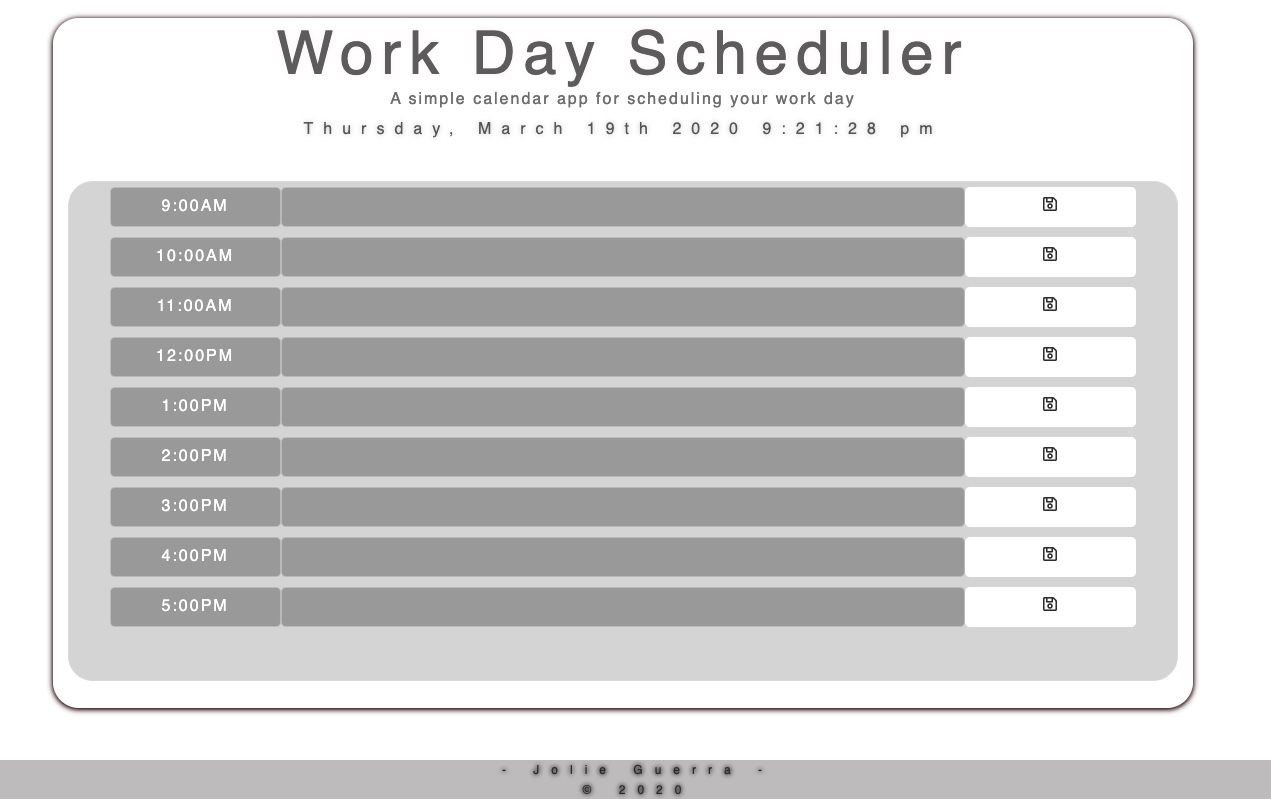 Work Day Scheduler
A simple calendar app for scheduling your work day
Thursday, March 19th 2020 9:21:28 pm
9:00AM
10:00AM
11:00AM
12:00PM
1:00PM
2:00PM
3:00PM
4:00PM
5:00PM
- Jolie Guerra -
© 2020